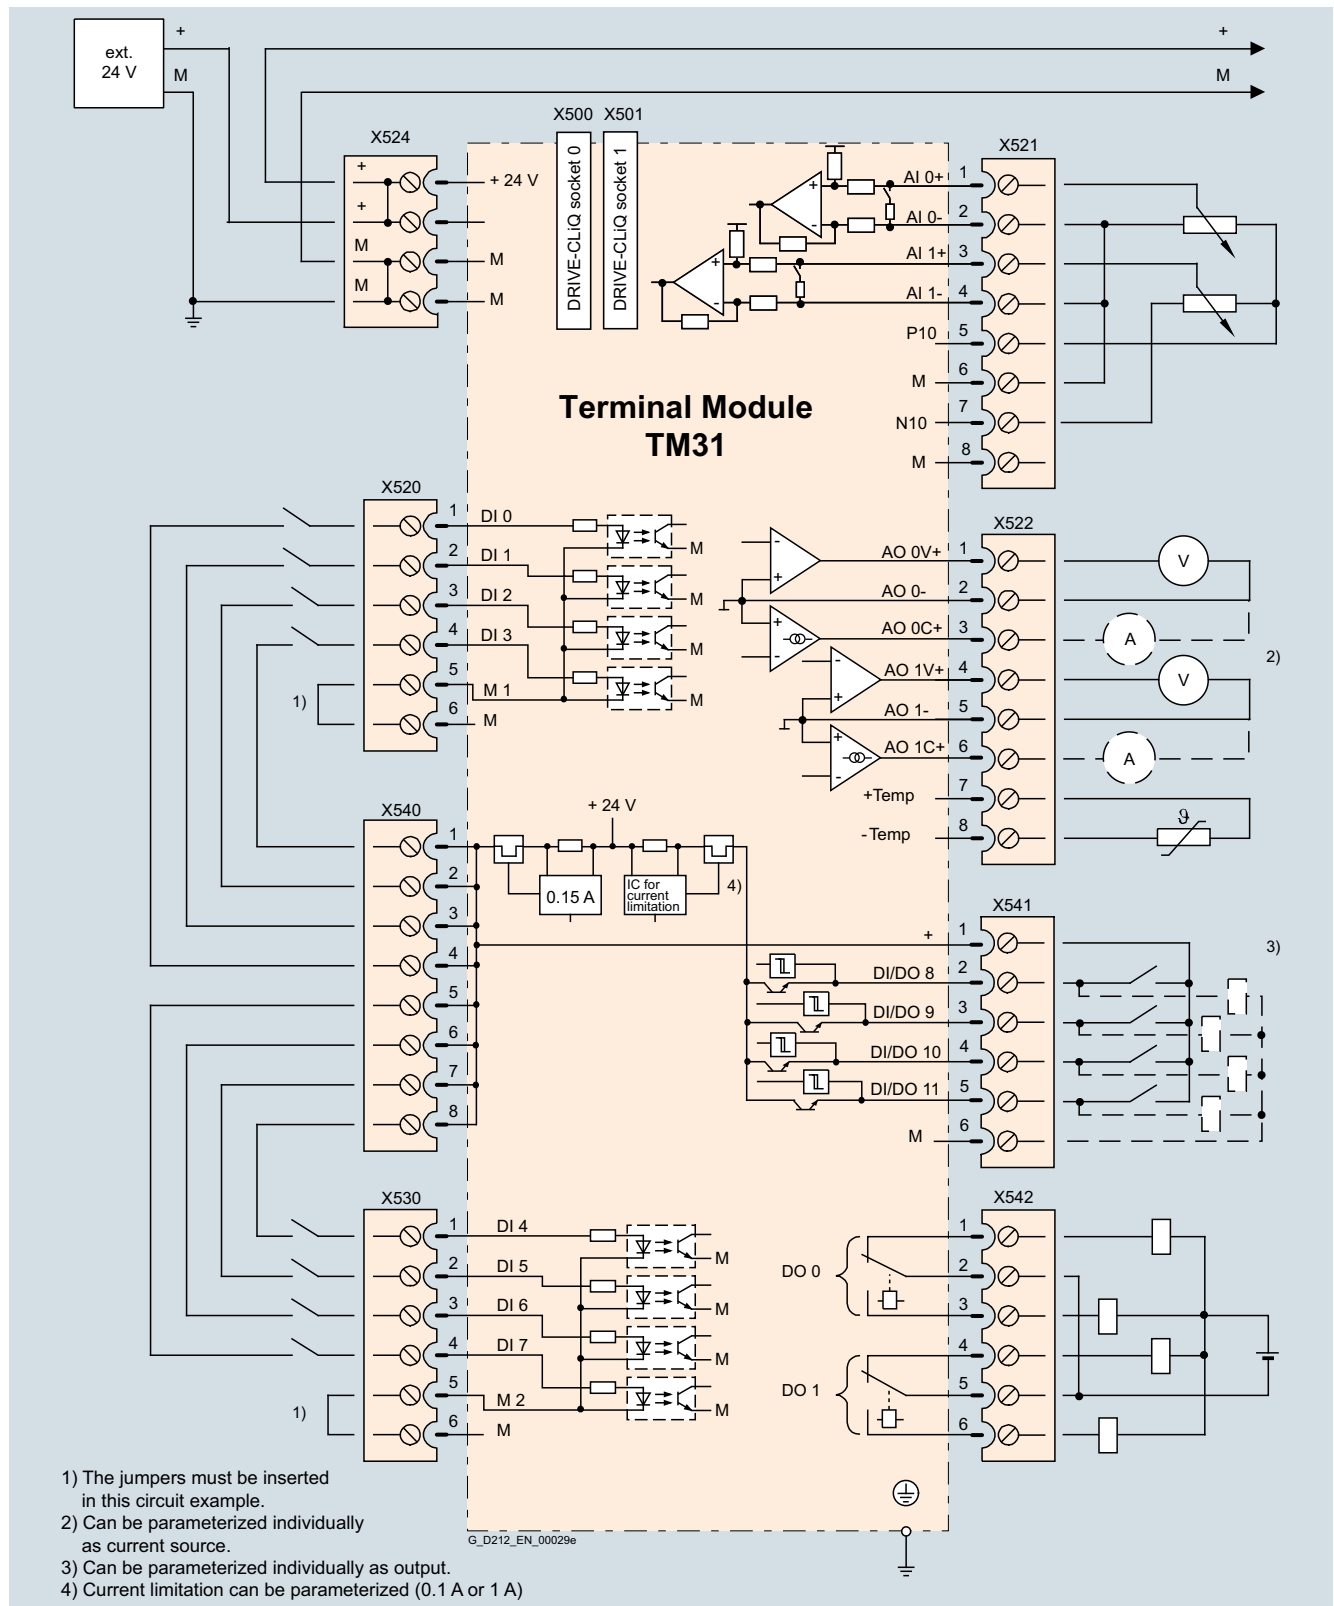 ext.
24 V
+
M
+
M
X500 X501
DRIVE-CLiQ socket 0
DRIVE-CLiQ socket 1
X524
+
+
M
M
+ 24 V
M
M
X521
AI 0+ 1
AI 0- 2
AI 1+ 3
AI 1- 4
P10 5
M 6
N10 7
M 8
+
-
+
-
Terminal Module
TM31
X520
1 DI 0
2 DI 1
3 DI 2
4 DI 3
5 M 1
6 M
M
M
M
M
1)
X522
AO 0V+ 1
AO 0- 2
AO 0C+ 3
AO 1V+ 4
AO 1- 5
AO 1C+ 6
+Temp 7
- Temp 8
-
+
+
-
-
+
+
-
V
A
V
A
2)
ϑ
X540
1
2
3
4
5
6
7
8
+ 24 V
0.15 A
IC for
current
limitation
4)
X541
+ 1
DI/DO 8 2
DI/DO 9 3
DI/DO 10 4
DI/DO 11 5
M 6
3)
X530
1 DI 4
2 DI 5
3 DI 6
4 DI 7
5 M 2
6 M
M
M
M
M
1)
X542
DO 0
1
2
3
DO 1
4
5
6
1) The jumpers must be inserted
in this circuit example.
2) Can be parameterized individually
as current source.
3) Can be parameterized individually as output.
4) Current limitation can be parameterized (0.1 A or 1 A)
G_D212_EN_00029e